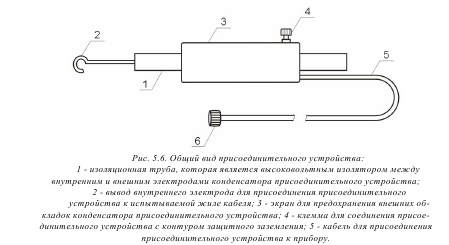 3
4
2
5
1
6
Рис. 5.6. Общий вид присоединительного устройства:
1 - изоляционная труба, которая является высоковольтным изолятором между
внутренним и внешним электродами конденсатора присоединительного устройства;
2 - вывод внутреннего электрода для присоединения присоединительного
устройства к испытываемой жиле кабеля; 3 - экран для предохранения внешних об-
кладок конденсатора присоединительного устройства; 4 - клемма для соединения присое-
динительного устройства с контуром защитного заземления; 5 - кабель для присоединения
присоединительного устройства к прибору.